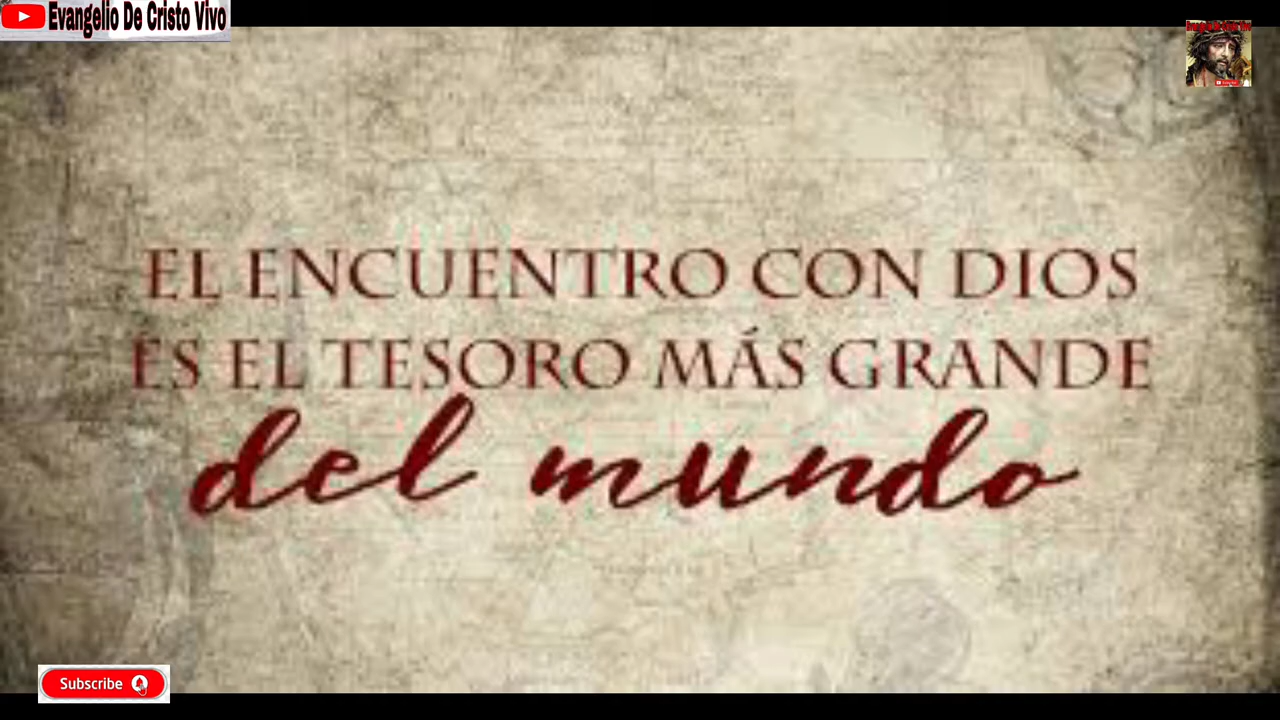 Evangelio De Cristo Vivo
EL ENCUENTRO CON DIOS
ES EL TESORO MÁS GRANDE
del mundo
Subscribe